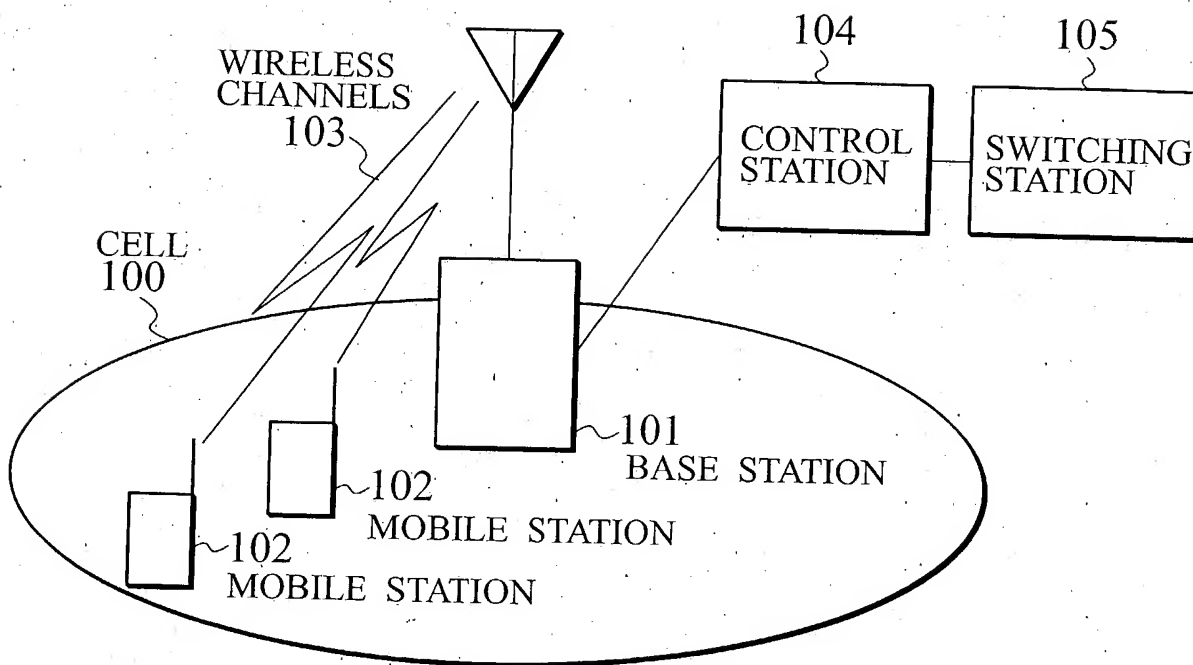 WIRELESS
CHANNELS
103
104
105
CONTROL
STATION
SWITCHING
STATION
CELL
100
101
BASE STATION
102
MOBILE STATION
102
MOBILE STATION